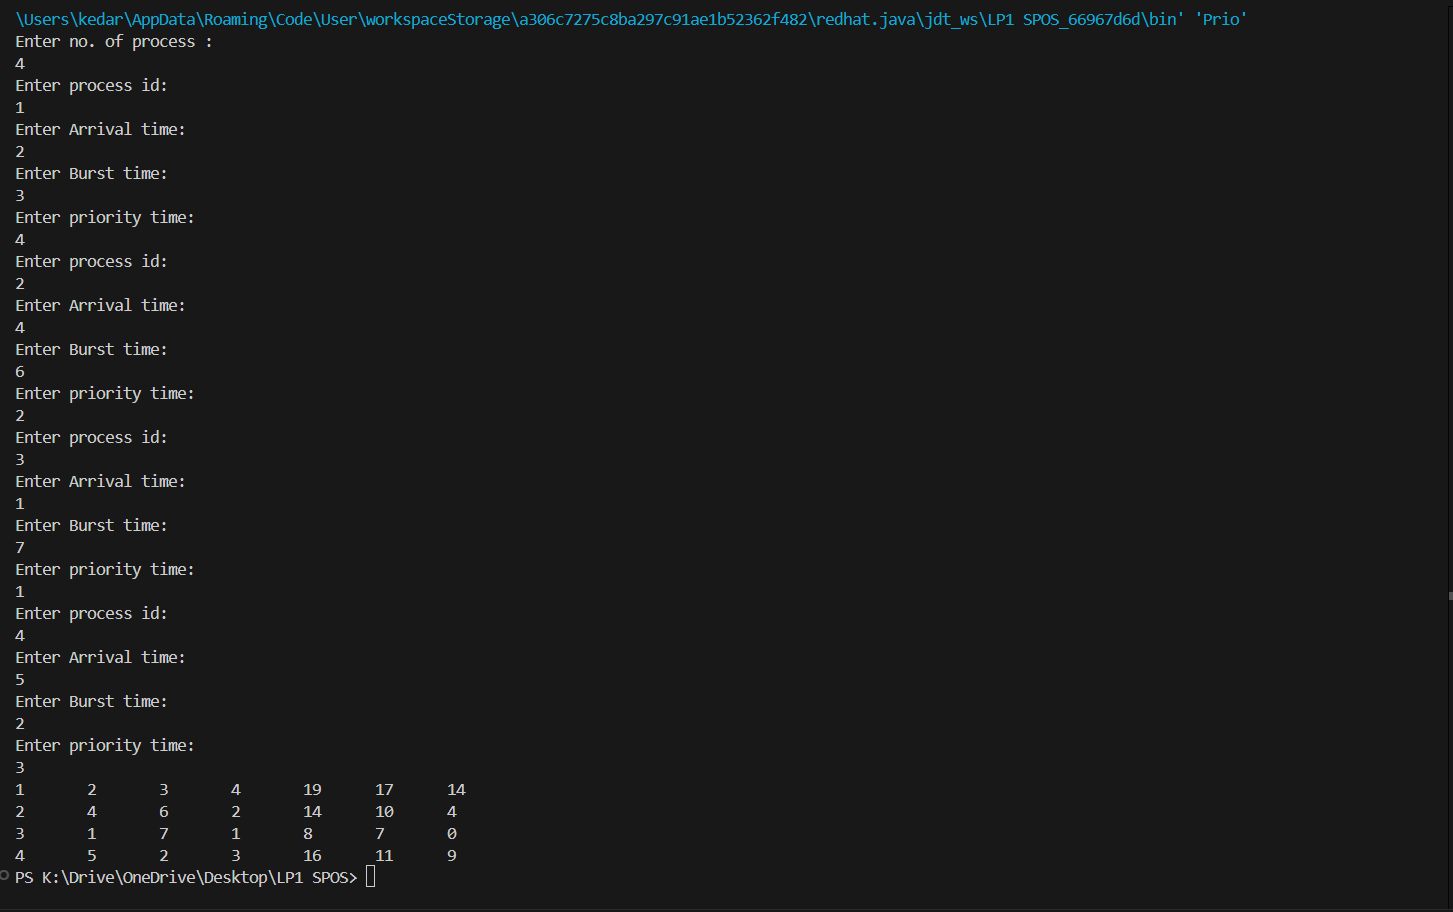 \Users\kedar\AppData\Roaming\Code\User\workspaceStorage\a306c7275c8ba297c91ae1b52362f482\redhat.java\jdt_ws\LP1 SPOS_66967d6d\bin' 'Prio'
Enter no. of process :
4
Enter process id:
1
Enter Arrival time:
2
Enter Burst time:
3
Enter priority time:
4
Enter process id:
2
Enter Arrival time:
4
Enter Burst time:
6
Enter priority time:
2
Enter process id:
3
Enter Arrival time:
1
Enter Burst time:
7
Enter priority time:
1
Enter process id:
4
Enter Arrival time:
5
Enter Burst time:
2
Enter priority time:
3
1 2 3 4 19 17 14
2 4 6 2 14 10 4
3 1 7 1 8 7 0
4 5 2 3 16 11 9
PS K:\Drive\OneDrive\Desktop\LP1 SPOS>